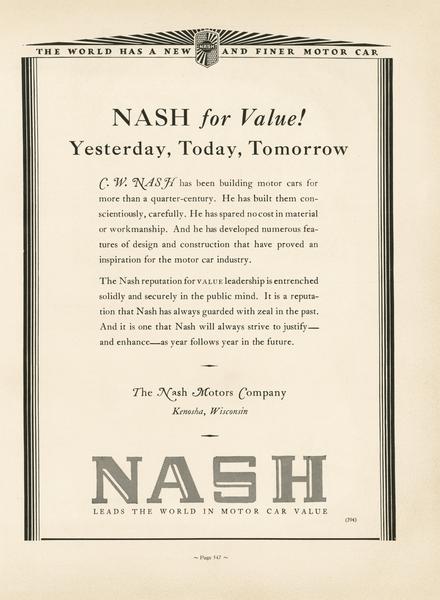 THE WORLD HAS A NEW NASH AND FINER MOTOR CAR
NASH for Value!
Yesterday, Today, Tomorrow
C. W. NASH has been building motor cars for
more than a quarter-century. He has built them con-
scientiously, carefully. He has spared no cost in material
or workmanship. And he has developed numerous fea-
tures of design and construction that have proved an
inspiration for the motor car industry.
The Nash reputation for VALUE leadership is entrenched
solidly and securely in the public mind. It is a reputa-
tion that Nash has always guarded with zeal in the past.
And it is one that Nash will always strive to justify—
and enhance—as year follows year in the future.
The Nash Motors Company
Kenosha, Wisconsin
NASH
LEADS THE WORLD IN MOTOR CAR VALUE
(794)
~ Page 547 ~